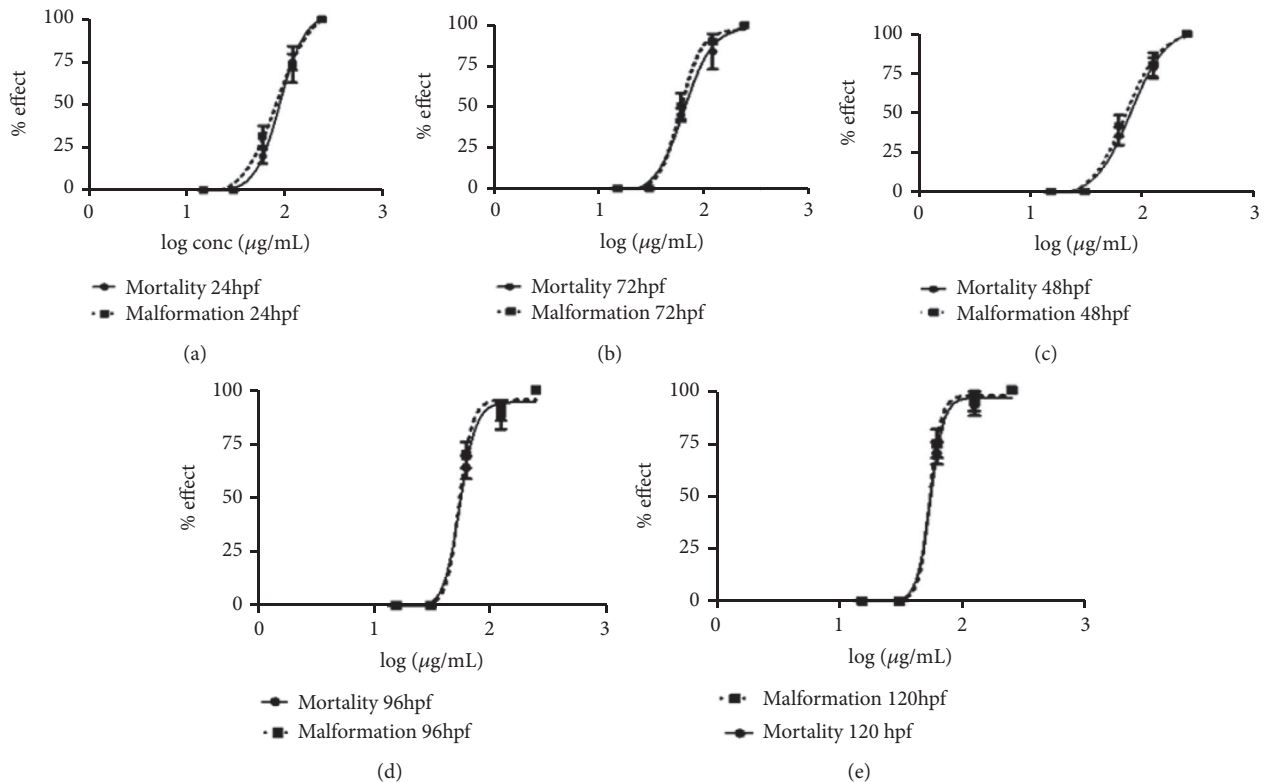 100
75
50
25
0
% effect
0
1
2
3
log conc (μg/mL)
Mortality 24hpf
Malformation 24hpf
(a)
100
75
50
25
0
% effect
0
1
2
3
log (μg/mL)
Mortality 72hpf
Malformation 72hpf
(b)
100
75
50
25
0
% effect
0
1
2
3
log (μg/mL)
Mortality 48hpf
Malformation 48hpf
(c)
100
75
50
25
0
% effect
0
1
2
3
log (μg/mL)
Mortality 96hpf
Malformation 96hpf
(d)
100
75
50
25
0
% effect
0
1
2
3
log (μg/mL)
Malformation 120hpf
Mortality 120 hpf
(e)